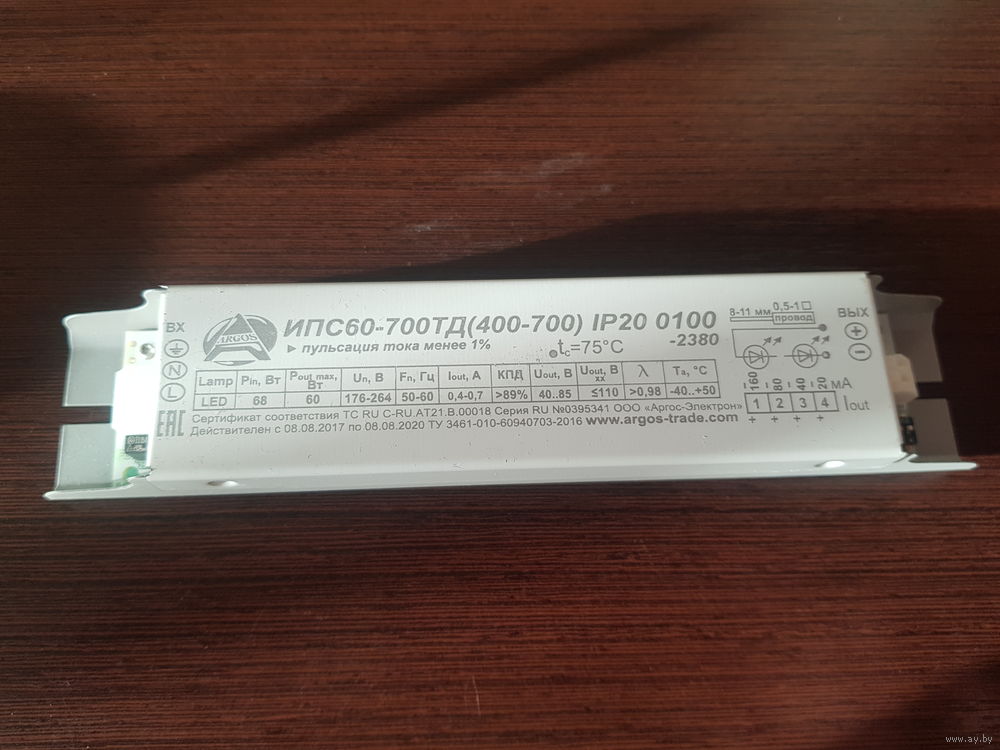 ВХ
N
L
ARGOS
ИПС60-700ТД(400-700) IP20 0100
-2380
► пульсация тока менее 1%
tc=75°C
Lamp Pin, Вт Pout max, Вт Uп, В Fп, Гц Iout, А КПД Uout, В Uout, В xx λ Ta, °C
LED 68 60 176-264 50-60 0,4-0,7 >89% 40..85 ≤110 >0,98 -40..+50
EAC
Сертификат соответствия ТС RU C-RU.АТ21.В.00018 Серия RU №0395341 ООО «Аргос-Электрон»
Действителен с 08.08.2017 по 08.08.2020 ТУ 3461-010-60940703-2016 www.argos-trade.com
8-11 мм 0,5-1
провод
ВЫХ
+
−
160 80 40 20 мА
1 2 3 4 Iout
+ + + +
www.ay.by